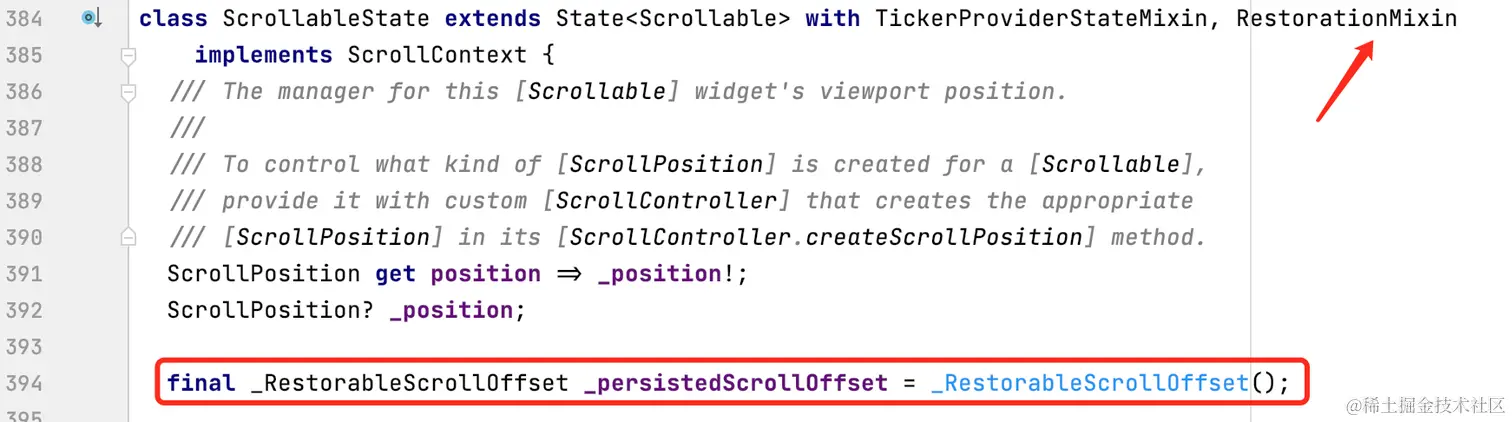 384 class ScrollableState extends State<Scrollable> with TickerProviderStateMixin, RestorationMixin
385 implements ScrollContext {
386 /// The manager for this [Scrollable] widget's viewport position.
387 ///
388 /// To control what kind of [ScrollPosition] is created for a [Scrollable],
389 /// provide it with custom [ScrollController] that creates the appropriate
390 /// [ScrollPosition] in its [ScrollController.createScrollPosition] method.
391 ScrollPosition get position => _position!;
392 ScrollPosition? _position;
393
394 final _RestorableScrollOffset _persistedScrollOffset = _RestorableScrollOffset();
395
@稀土掘金技术社区